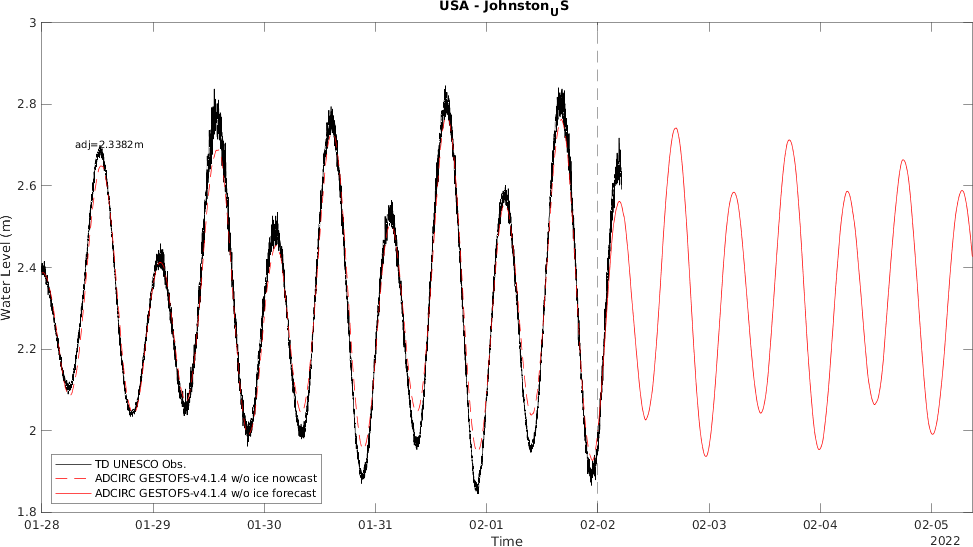 USA - Johnston_US
3
2.8
2.6
2.4
2.2
2
1.8
Water Level (m)
adj=2.3382m
TD UNESCO Obs.
ADCIRC GESTOFS-v4.1.4 w/o ice nowcast
ADCIRC GESTOFS-v4.1.4 w/o ice forecast
01-28 01-29 01-30 01-31 02-01 02-02 02-03 02-04 02-05
Time 2022